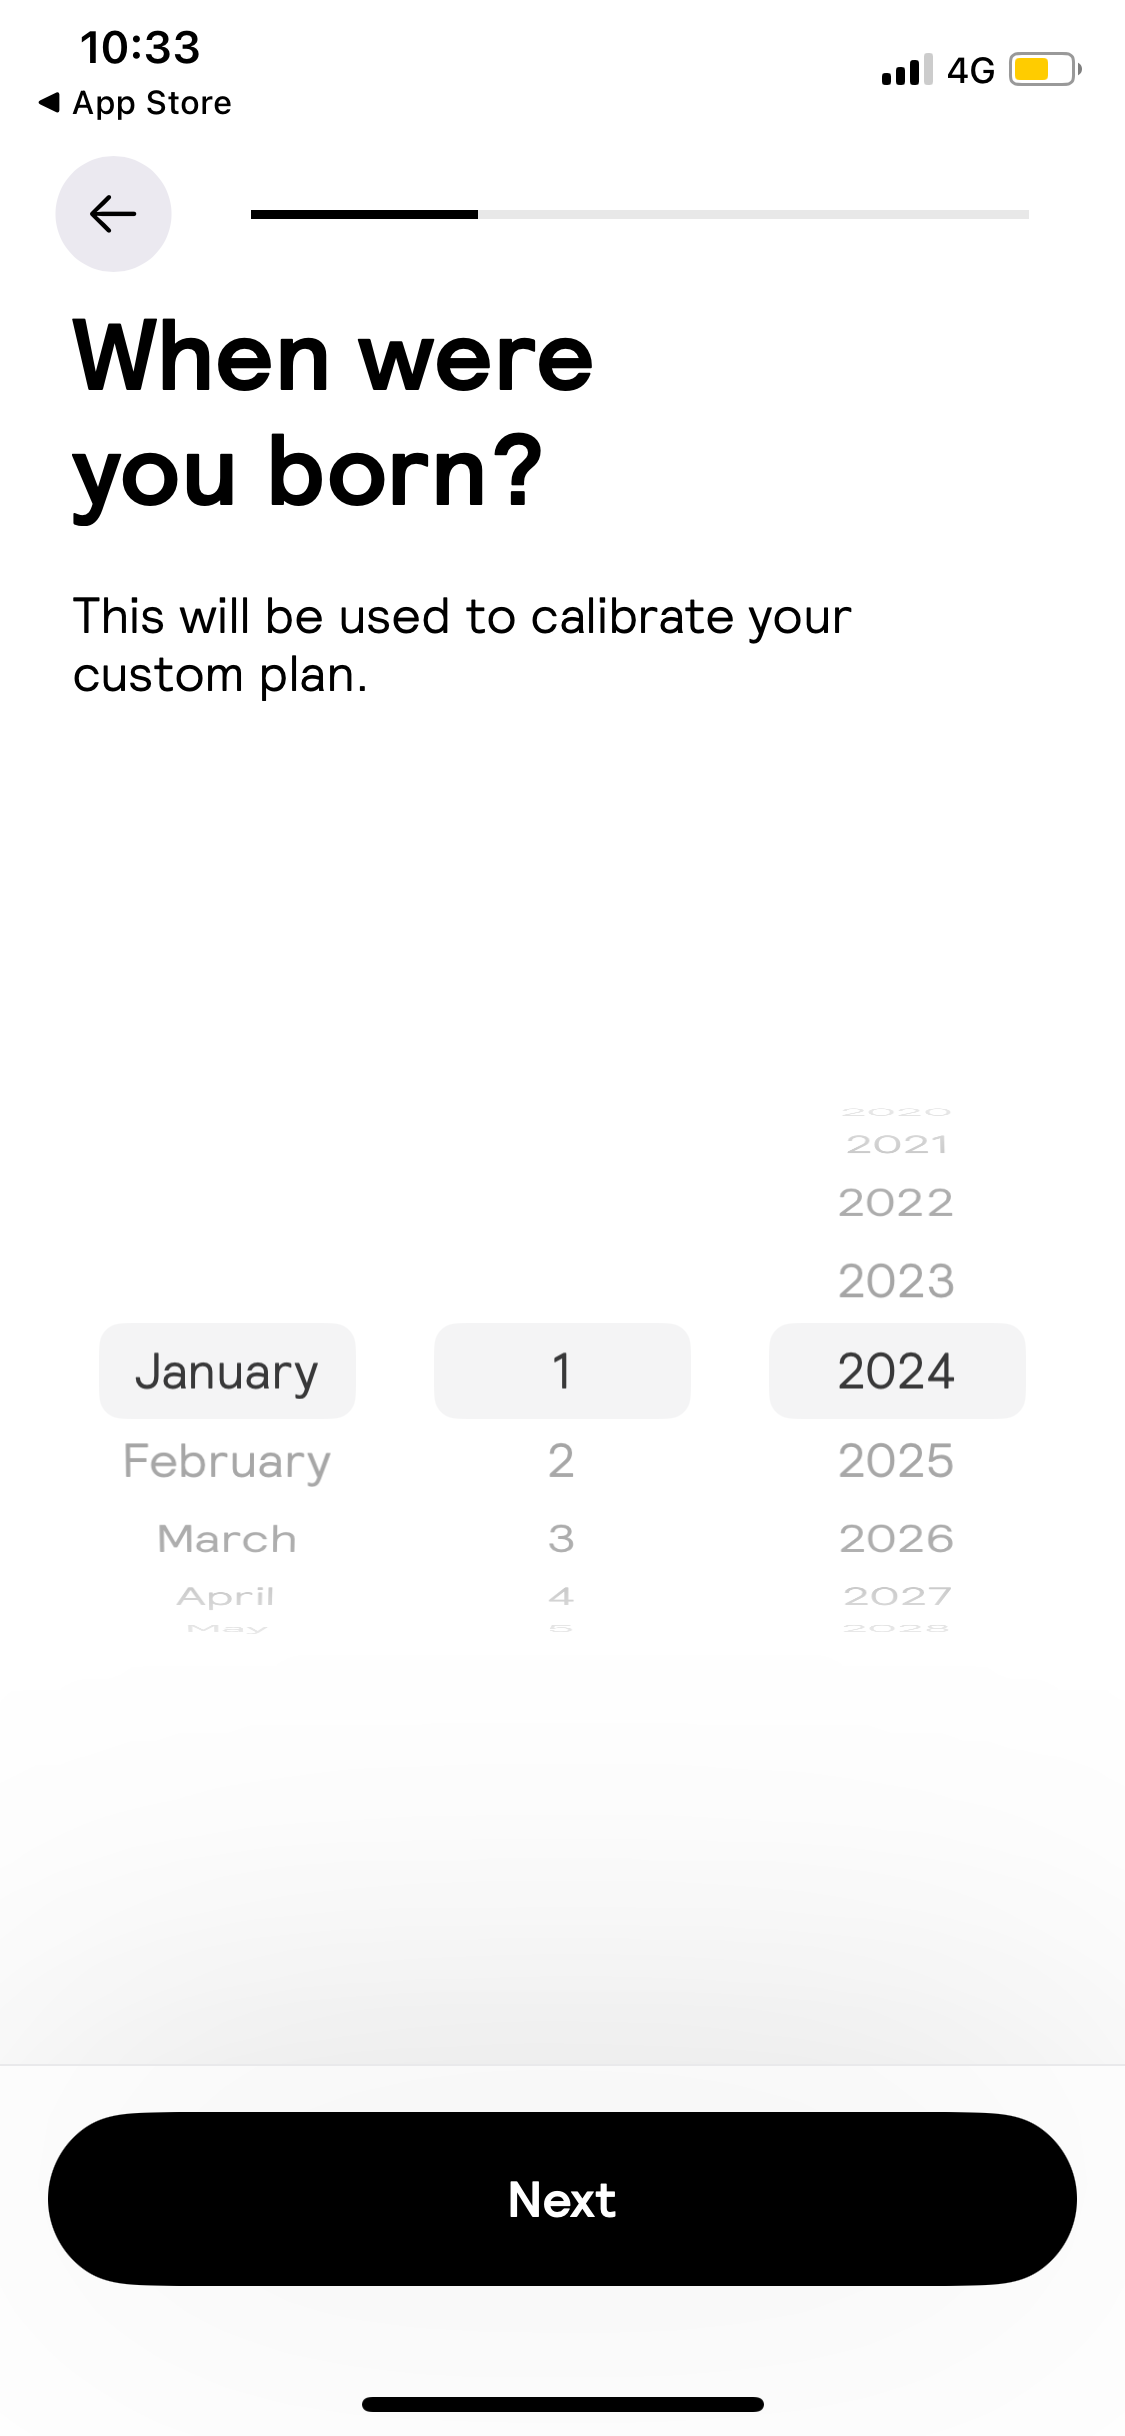 10:33
App Store
4G
When were
you born?
This will be used to calibrate your
custom plan.
2020
2021
2022
2023
January 1 2024
February 2 2025
March 3 2026
April 4 2027
May 5 2028
Next